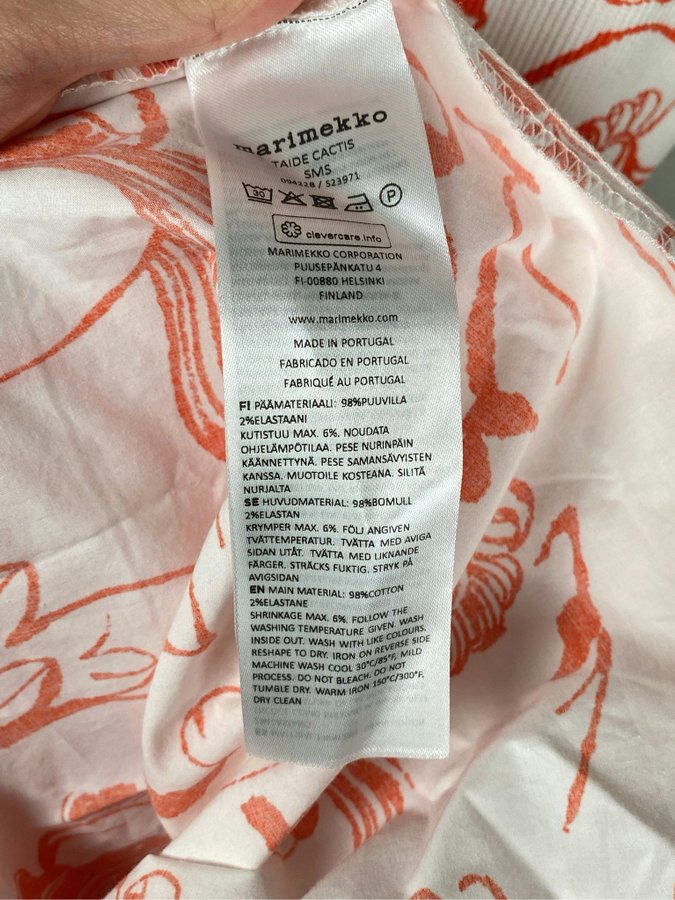 marimekko
TAIDE CACTIS
SMS
094228 / S23971
30 P
clevercare.info
MARIMEKKO CORPORATION
PUUSEPÄNKATU 4
FI-00880 HELSINKI
FINLAND
www.marimekko.com
MADE IN PORTUGAL
FABRICADO EN PORTUGAL
FABRIQUÉ AU PORTUGAL
FI PÄÄMATERIAALI: 98%PUUVILLA
2%ELASTAANI
KUTISTUU MAX. 6%. NOUDATA
OHJELÄMPÖTILAA. PESE NURINPÄIN
KÄÄNNETTYNÄ. PESE SAMANSÄVYISTEN
KANSSA. MUOTOILE KOSTEANA. SILITÄ
NURJALTA
SE HUVUDMATERIAL: 98%BOMULL
2%ELASTAN
KRYMPER MAX. 6%. FÖLJ ANGIVEN
TVÄTTEMPERATUR. TVÄTTA MED AVIGA
SIDAN UTÅT. TVÄTTA MED LIKNANDE
FÄRGER. STRÄCKS FUKTIG. STRYK PÅ
AVIGSIDAN
EN MAIN MATERIAL: 98%COTTON
2%ELASTANE
SHRINKAGE MAX. 6%. FOLLOW THE
WASHING TEMPERATURE GIVEN. WASH
INSIDE OUT. WASH WITH LIKE COLOURS.
RESHAPE TO DRY. IRON ON REVERSE SIDE
MACHINE WASH COOL 30°C/85°F, MILD
PROCESS. DO NOT BLEACH. DO NOT
TUMBLE DRY. WARM IRON 150°C/300°F,
DRY CLEAN